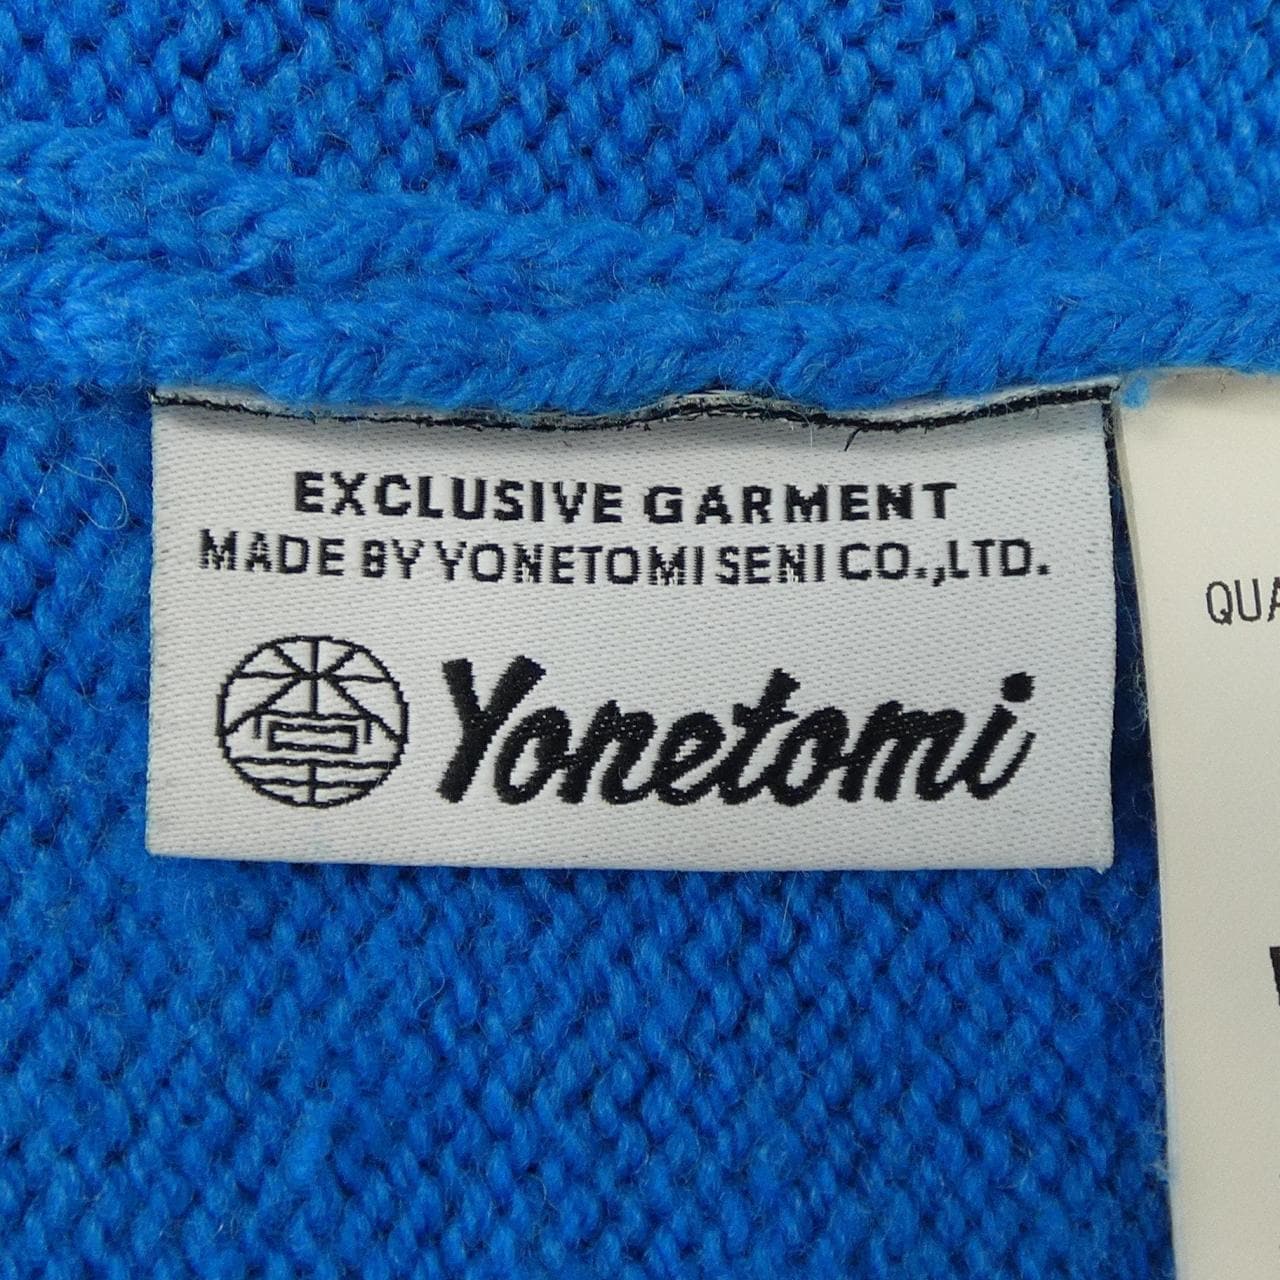 EXCLUSIVE GARMENT
MADE BY YONETOMI SENI CO.,LTD.
Yonetomi